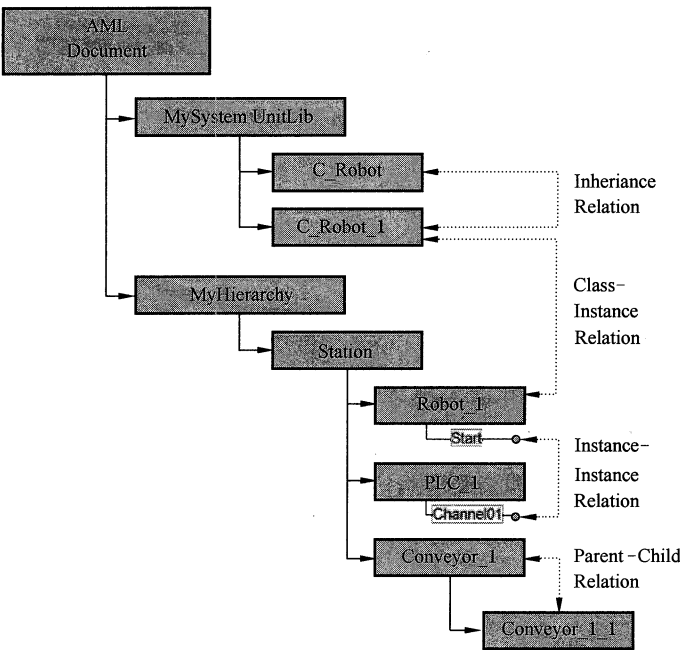 AML
Document
MySystem UnitLib
C_Robot
C_Robot_1
Inheriance
Relation
MyHierarchy
Class-
Instance
Relation
Station
Robot_1
Start
Instance-
Instance
Relation
PLC_1
Channel01
Conveyor_1
Parent-Child
Relation
Conveyor_1_1